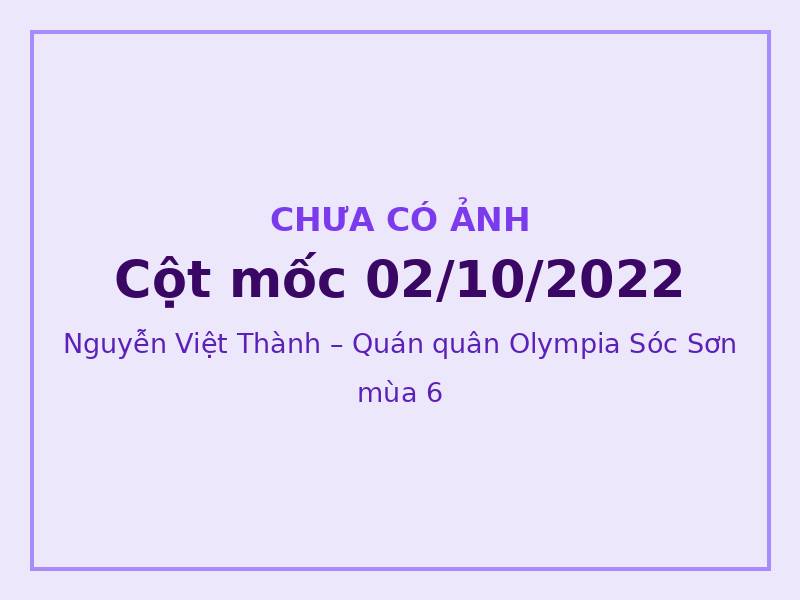 CHƯA CÓ ẢNH
Cột mốc 02/10/2022
Nguyễn Việt Thành – Quán quân Olympia Sóc Sơn
mùa 6